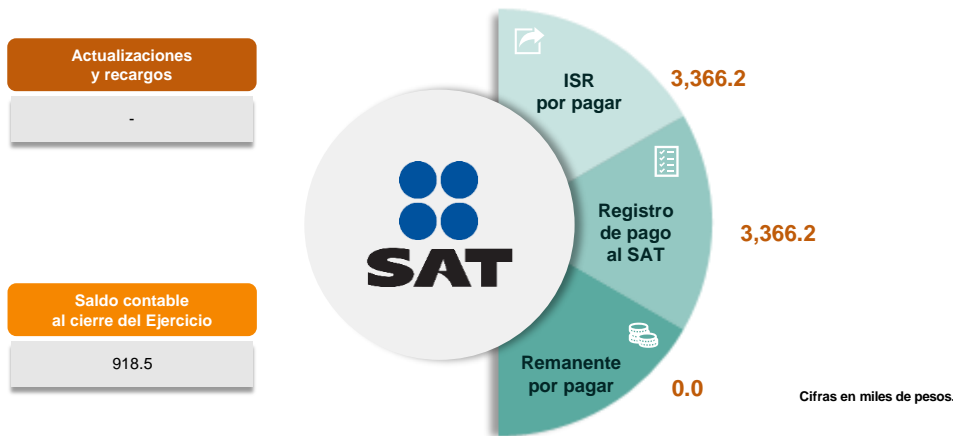 Actualizaciones
y recargos
-
Saldo contable
al cierre del Ejercicio
918.5
SAT
ISR
por pagar
3,366.2
Registro
de pago
al SAT
3,366.2
Remanente
por pagar
0.0
Cifras en miles de pesos.